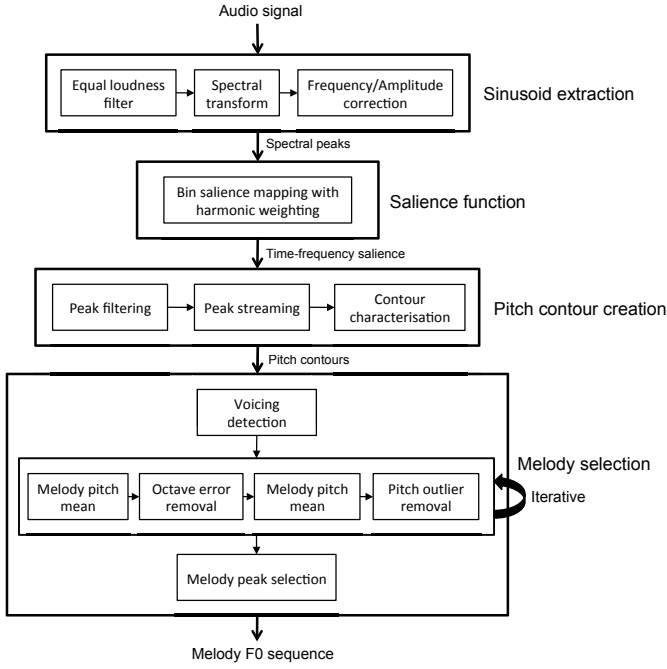 Audio signal
Equal loudness
filter
Spectral
transform
Frequency/Amplitude
correction
Sinusoid extraction
Spectral peaks
Bin salience mapping with
harmonic weighting
Salience function
Time-frequency salience
Peak filtering
Peak streaming
Contour
characterisation
Pitch contour creation
Pitch contours
Voicing
detection
Melody selection
Melody pitch
mean
Octave error
removal
Melody pitch
mean
Pitch outlier
removal
Iterative
Melody peak selection
Melody F0 sequence